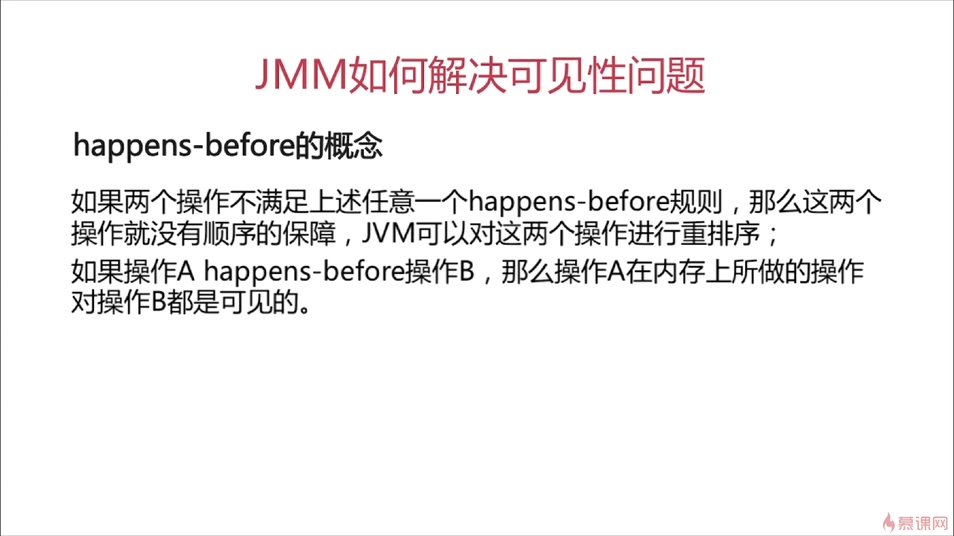 JMM如何解决可见性问题
happens-before的概念
如果两个操作不满足上述任意一个happens-before规则，那么这两个
操作就没有顺序的保障，JVM可以对这两个操作进行重排序；
如果操作A happens-before操作B，那么操作A在内存上所做的操作
对操作B都是可见的。
慕课网